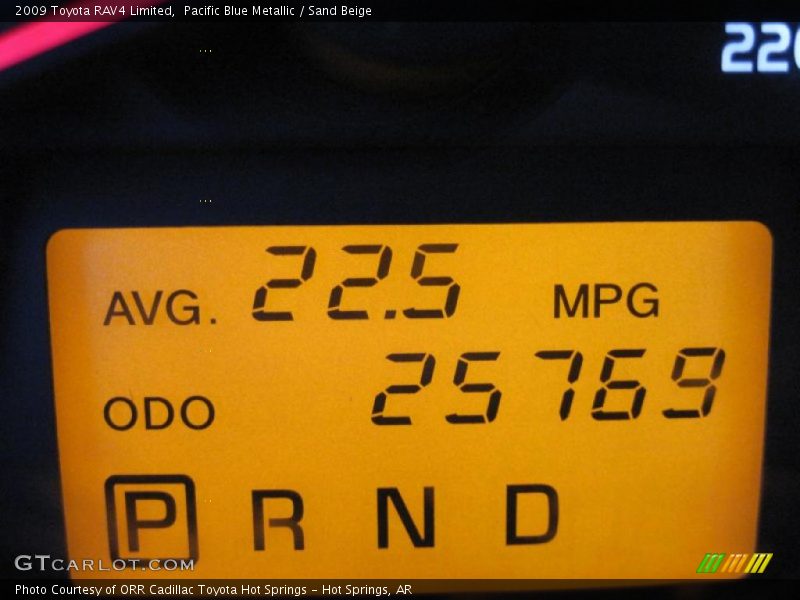 2009 Toyota RAV4 Limited,  Pacific Blue Metallic / Sand Beige
220
AVG. 22.5 MPG
ODO 25769
P R N D
GTCARLOT.COM
Photo Courtesy of ORR Cadillac Toyota Hot Springs - Hot Springs, AR